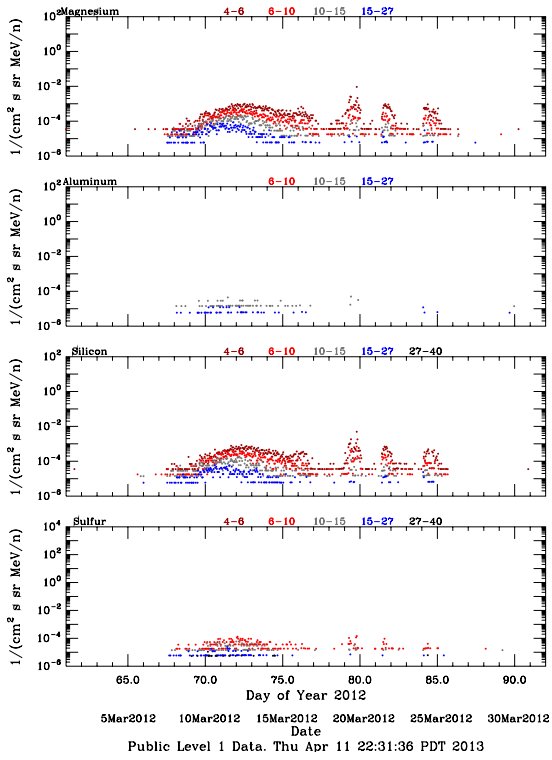 Magnesium 4-6 6-10 10-15 15-27
10^2
10^0
10^-2
10^-4
10^-6
1/(cm^2 s sr MeV/n)
Aluminum 6-10 10-15 15-27
10^2
10^0
10^-2
10^-4
10^-6
1/(cm^2 s sr MeV/n)
Silicon 4-6 6-10 10-15 15-27 27-40
10^2
10^0
10^-2
10^-4
10^-6
1/(cm^2 s sr MeV/n)
Sulfur 4-6 6-10 10-15 15-27 27-40
10^4
10^2
10^0
10^-2
10^-4
10^-6
1/(cm^2 s sr MeV/n)
65.0 70.0 75.0 80.0 85.0 90.0
Day of Year 2012
5Mar2012 10Mar2012 15Mar2012 20Mar2012 25Mar2012 30Mar2012
Date
Public Level 1 Data. Thu Apr 11 22:31:36 PDT 2013